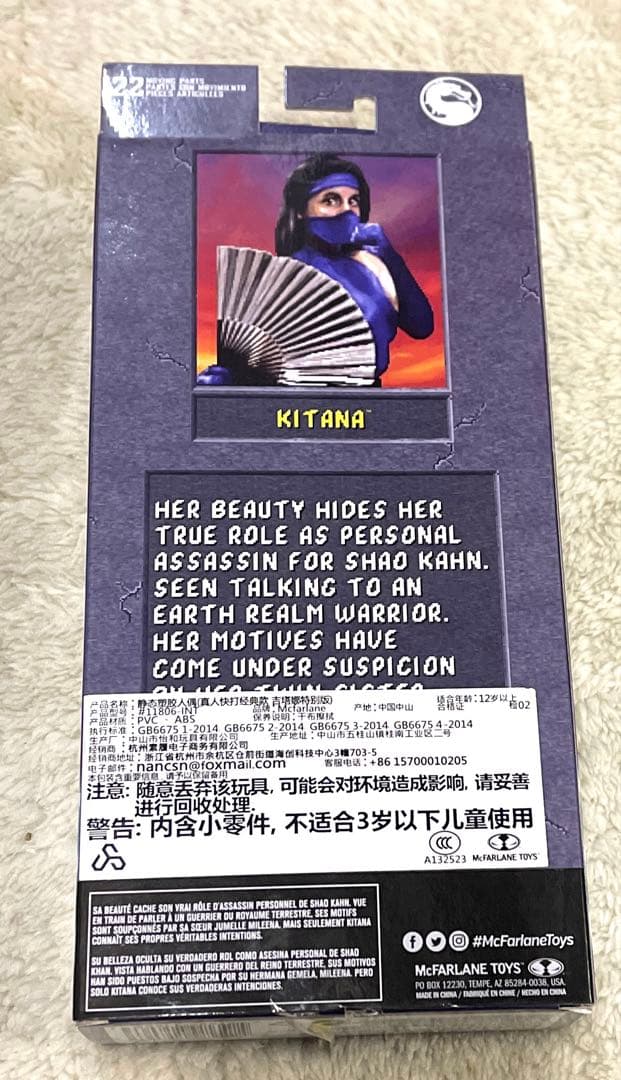 22 MOVING PARTS
PARTES CON MOVIMIENTO
PIÈCES ARTICULÉES
KITANA™
HER BEAUTY HIDES HER
TRUE ROLE AS PERSONAL
ASSASSIN FOR SHAO KAHN.
SEEN TALKING TO AN
EARTH REALM WARRIOR.
HER MOTIVES HAVE
COME UNDER SUSPICION
产品名称：静态塑胶人偶(真人快打经典款 吉塔娜特别版) 适合年龄:12岁以上
产品型号：#11806-INT 品牌:Mcfarlane 产地:中国中山 合格证 检02
产品材质：PVC、ABS 保养说明:干布擦拭
执行标准：GB6675 1-2014 GB6675 2-2014 GB6675 3-2014 GB6675 4-2014
生产厂：中山市怡和玩具有限公司 生产地址：中山市五桂山镇桂南工业区二号
经销商：杭州素履电子商务有限公司
经销商地址：浙江省杭州市余杭区仓前街道海创科技中心3幢703-5
电子邮件：nancsn@foxmail.com 客服电话：+86 15700010205
本包装含重要信息，请予以保留备用
注意: 随意丢弃该玩具, 可能会对环境造成影响, 请妥善
进行回收处理.
警告: 内含小零件, 不适合3岁以下儿童使用
CCC
A132523 McFARLANE TOYS
SA BEAUTÉ CACHE SON VRAI RÔLE D'ASSASSIN PERSONNEL DE SHAO KAHN. VUE
EN TRAIN DE PARLER À UN GUERRIER DU ROYAUME TERRESTRE, SES MOTIFS
SONT SOUPÇONNÉS PAR SA SŒUR JUMELLE MILEENA, MAIS SEULEMENT KITANA
CONNAÎT SES PROPRES VÉRITABLES INTENTIONS.
SU BELLEZA OCULTA SU VERDADERO ROL COMO ASESINA PERSONAL DE SHAO
KHAN. VISTA HABLANDO CON UN GUERRERO DEL REINO TERRESTRE, SUS MOTIVOS
HAN SIDO PUESTOS BAJO SOSPECHA POR SU HERMANA GEMELA, MILEENA, PERO
SOLO KITANA CONOCE SUS VERDADERAS INTENCIONES.
#McFarlaneToys
McFARLANE TOYS™
PO BOX 12230, TEMPE, AZ 85284-0038, USA.
MADE IN CHINA / FABRIQUÉ EN CHINE / HECHO EN CHINA